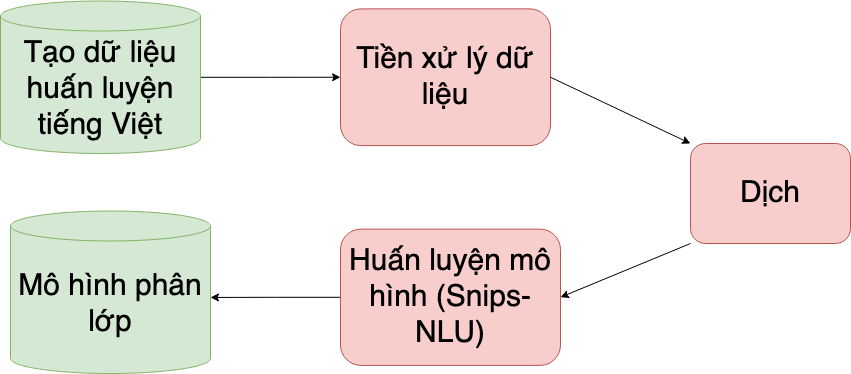 Tạo dữ liệu
huấn luyện
tiếng Việt
Tiền xử lý dữ
liệu
Dịch
Huấn luyện mô
hình (Snips-
NLU)
Mô hình phân
lớp